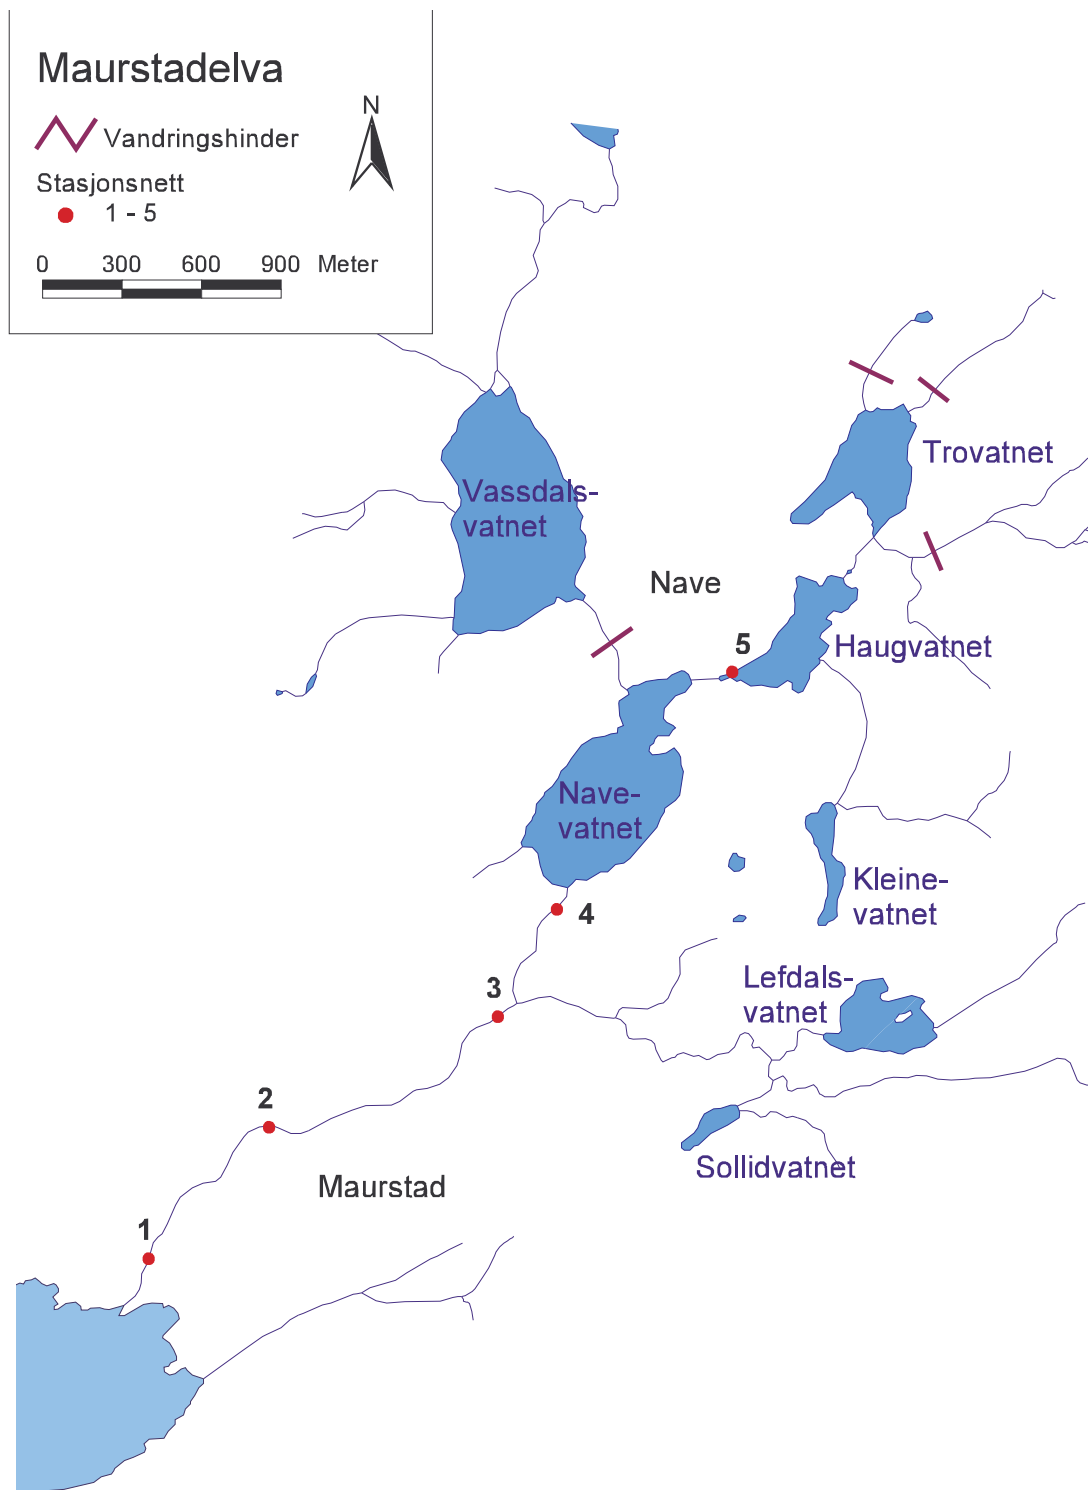 Maurstadelva
N
Vandringshinder
Stasjonsnett
1 - 5
0 300 600 900 Meter
Trovatnet
Vassdals-
vatnet
Nave
5
Haugvatnet
Nave-
vatnet
Kleine-
vatnet
4
Lefdals-
vatnet
3
2
Sollidvatnet
Maurstad
1